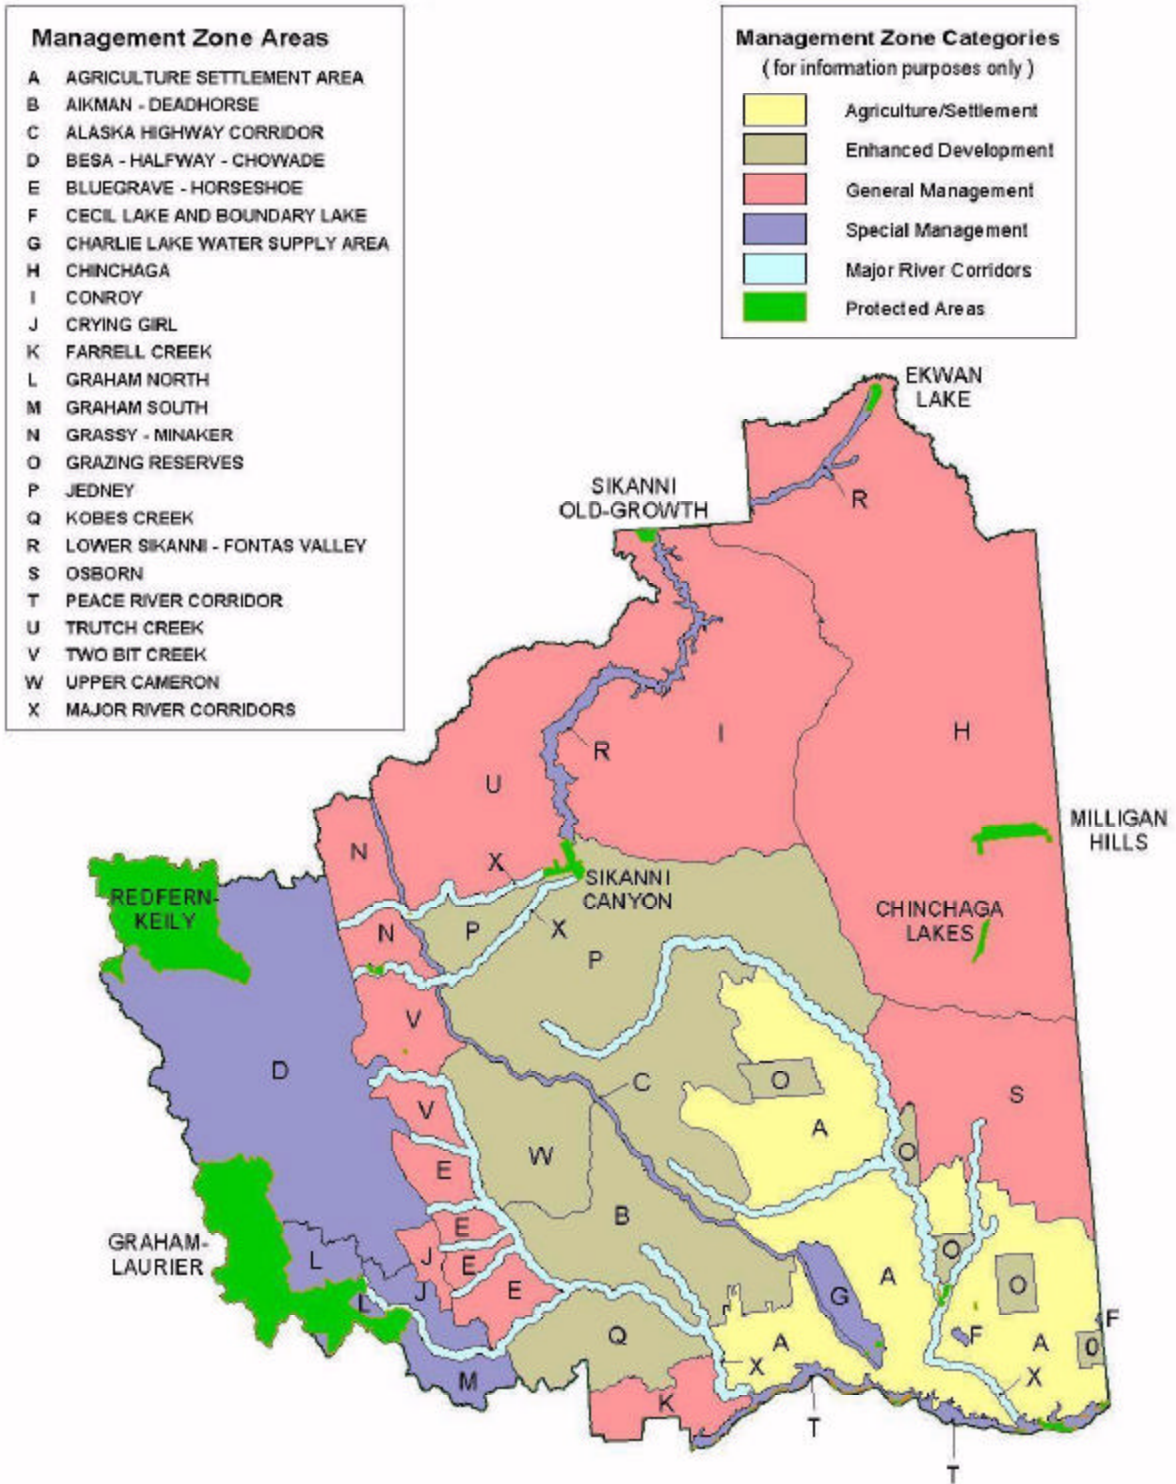 Management Zone Areas
A AGRICULTURE SETTLEMENT AREA
B AIKMAN - DEADHORSE
C ALASKA HIGHWAY CORRIDOR
D BESA - HALFWAY - CHOWADE
E BLUEGRAVE - HORSESHOE
F CECIL LAKE AND BOUNDARY LAKE
G CHARLIE LAKE WATER SUPPLY AREA
H CHINCHAGA
I CONROY
J CRYING GIRL
K FARRELL CREEK
L GRAHAM NORTH
M GRAHAM SOUTH
N GRASSY - MINAKER
O GRAZING RESERVES
P JEDNEY
Q KOBES CREEK
R LOWER SIKANNI - FONTAS VALLEY
S OSBORN
T PEACE RIVER CORRIDOR
U TRUTCH CREEK
V TWO BIT CREEK
W UPPER CAMERON
X MAJOR RIVER CORRIDORS
Management Zone Categories
( for information purposes only )
Agriculture/Settlement
Enhanced Development
General Management
Special Management
Major River Corridors
Protected Areas
EKWAN
LAKE
R
SIKANNI
OLD-GROWTH
R
I
H
U
MILLIGAN
HILLS
N
X
SIKANNI
CANYON
REDFERN-
KEILY
CHINCHAGA
LAKES
N
P
X
P
V
D
C
O
S
V
A
W
O
E
B
E
GRAHAM-
LAURIER
L
J
E
O
J
E
A
O
L
G
F
Q
A
F
A
O
X
M
X
K
T
T